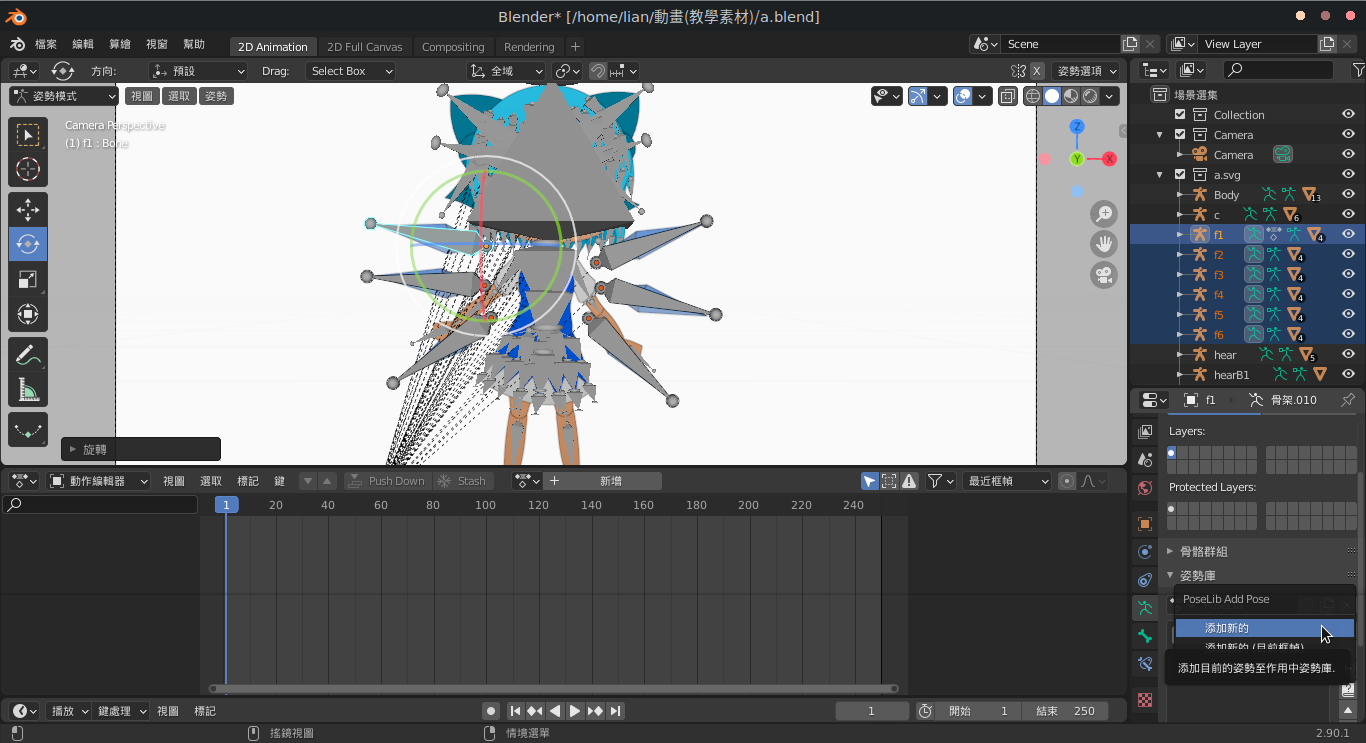 Blender* [/home/lian/動畫(教學素材)/a.blend]
檔案 編輯 算繪 視窗 幫助 2D Animation 2D Full Canvas Compositing Rendering + Scene View Layer
方向: 預設 Drag: Select Box 全域 X 姿勢選項
姿勢模式 視圖 選取 姿勢
Camera Perspective
(1) f1 : Bone
Z
Y
X
旋轉
場景選集
Collection
Camera
Camera
a.svg
Body 13
c 6
f1 4
f2 4
f3 4
f4 4
f5 4
f6 4
hear 5
hearB1
f1 骨架.010
Layers:
Protected Layers:
骨骼群組
姿勢庫
PoseLib Add Pose
添加新的
添加新的 (目前框幀)
添加目前的姿勢至作用中姿勢庫.
動作編輯器 視圖 選取 標記 鍵 Push Down Stash + 新增 最近框幀
1 20 40 60 80 100 120 140 160 180 200 220 240
播放 鍵處理 視圖 標記 1 開始 1 結束 250
搖鏡視圖 情境選單 2.90.1